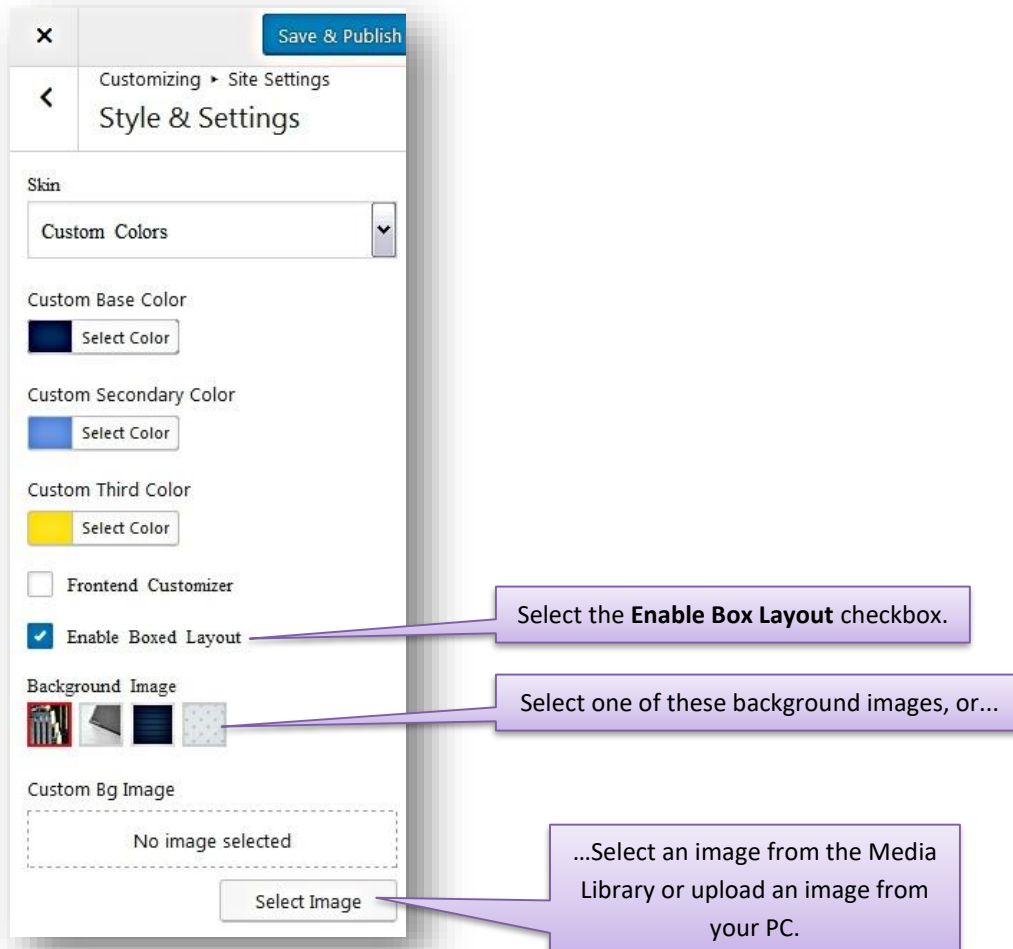 Save & Publish
Customizing ▸ Site Settings
Style & Settings
Skin
Custom Colors
Custom Base Color
Select Color
Custom Secondary Color
Select Color
Custom Third Color
Select Color
Frontend Customizer
Enable Boxed Layout
Select the Enable Box Layout checkbox.
Background Image
Select one of these background images, or...
Custom Bg Image
No image selected
Select Image
...Select an image from the Media
Library or upload an image from
your PC.